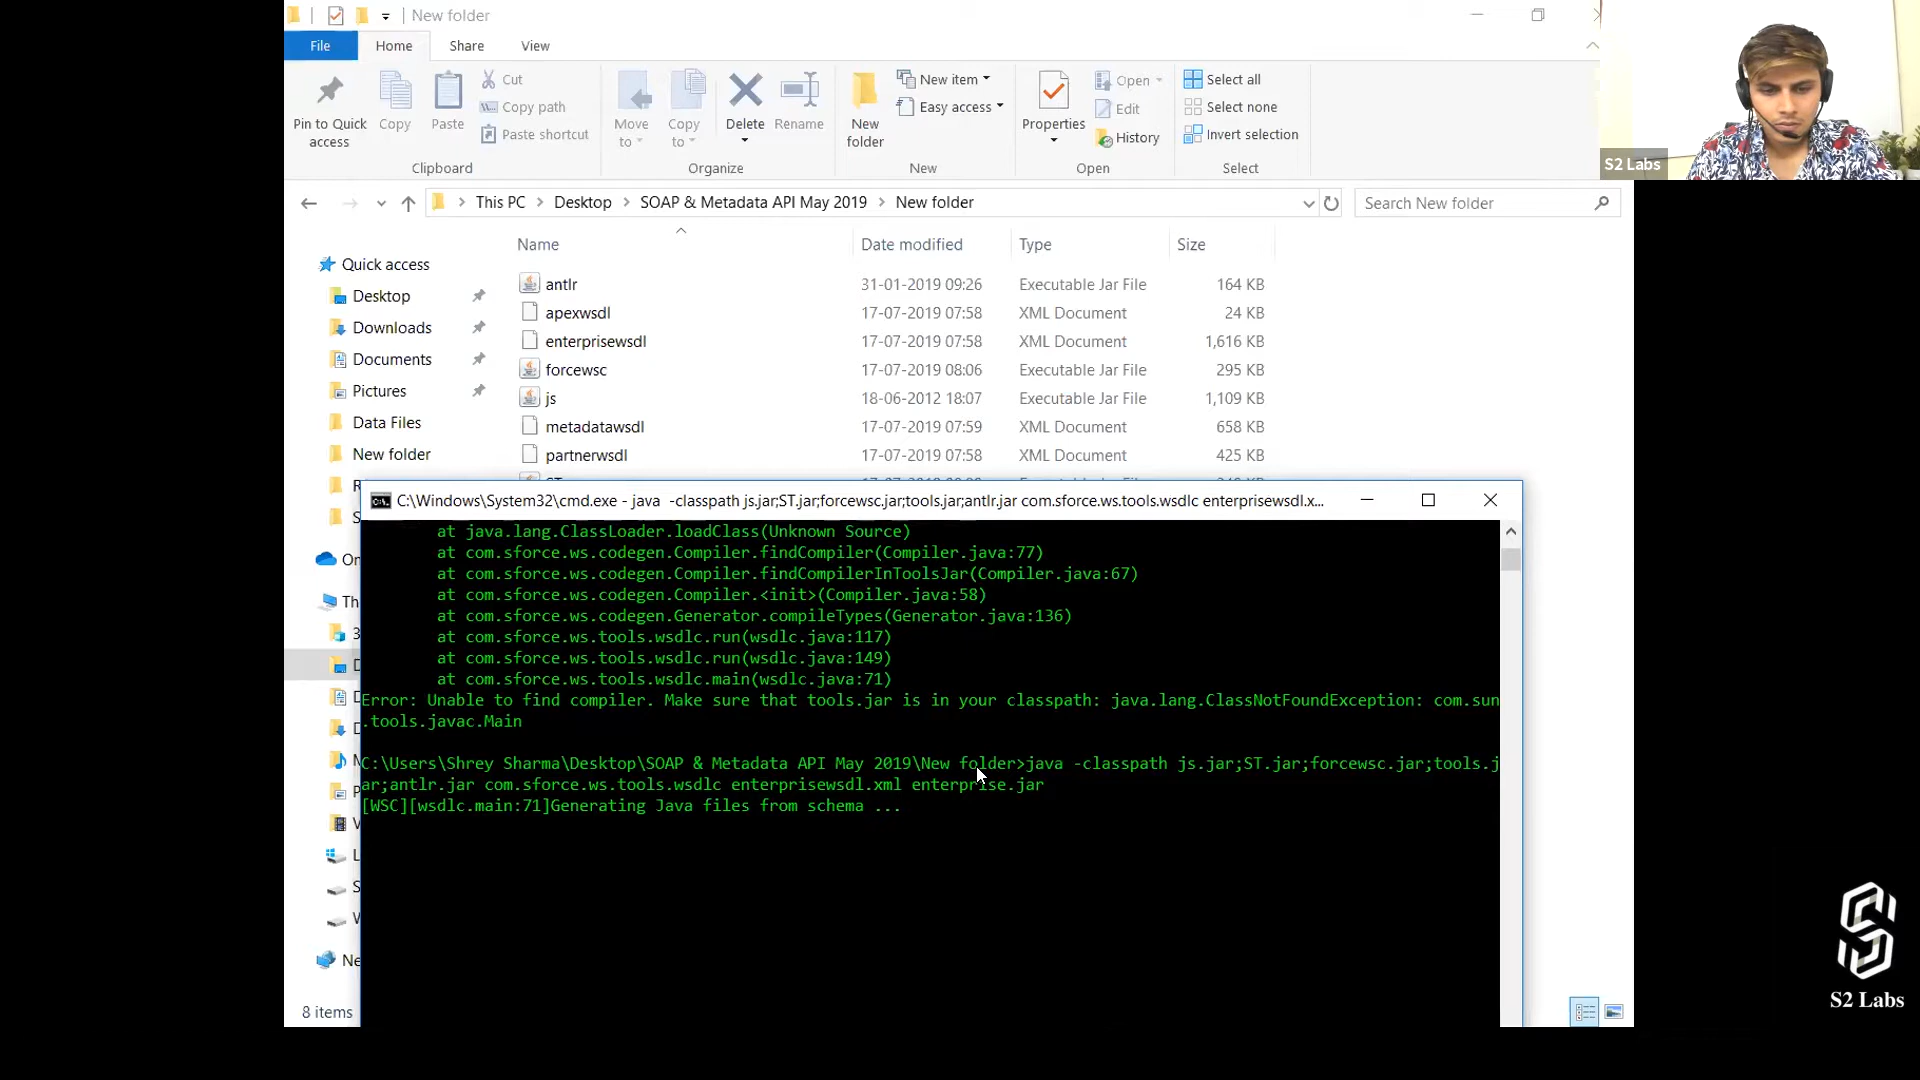 New folder
File
Home
Share
View
Pin to Quick access
Copy
Paste
Cut
Copy path
Paste shortcut
Clipboard
Move to
Copy to
Delete
Rename
Organize
New folder
New item
Easy access
New
Properties
Open
Edit
History
Open
Select all
Select none
Invert selection
Select
S2 Labs
This PC > Desktop > SOAP & Metadata API May 2019 > New folder
Search New folder
Name Date modified Type Size
antlr 31-01-2019 09:26 Executable Jar File 164 KB
apexwsdl 17-07-2019 07:58 XML Document 24 KB
enterprisewsdl 17-07-2019 07:58 XML Document 1,616 KB
forcewsc 17-07-2019 08:06 Executable Jar File 295 KB
js 18-06-2012 18:07 Executable Jar File 1,109 KB
metadatawsdl 17-07-2019 07:59 XML Document 658 KB
partnerwsdl 17-07-2019 07:58 XML Document 425 KB
Quick access
Desktop
Downloads
Documents
Pictures
Data Files
New folder
8 items
C:\Windows\System32\cmd.exe - java -classpath js.jar;ST.jar;forcewsc.jar;tools.jar;antlr.jar com.sforce.ws.tools.wsdlc enterprisewsdl.x...
at java.lang.ClassLoader.loadClass(Unknown Source)
at com.sforce.ws.codegen.Compiler.findCompiler(Compiler.java:77)
at com.sforce.ws.codegen.Compiler.findCompilerInToolsJar(Compiler.java:67)
at com.sforce.ws.codegen.Compiler.<init>(Compiler.java:58)
at com.sforce.ws.codegen.Generator.compileTypes(Generator.java:136)
at com.sforce.ws.tools.wsdlc.run(wsdlc.java:117)
at com.sforce.ws.tools.wsdlc.run(wsdlc.java:149)
at com.sforce.ws.tools.wsdlc.main(wsdlc.java:71)
Error: Unable to find compiler. Make sure that tools.jar is in your classpath: java.lang.ClassNotFoundException: com.sun
.tools.javac.Main
C:\Users\Shrey Sharma\Desktop\SOAP & Metadata API May 2019\New folder>java -classpath js.jar;ST.jar;forcewsc.jar;tools.j
ar;antlr.jar com.sforce.ws.tools.wsdlc enterprisewsdl.xml enterprise.jar
[WSC][wsdlc.main:71]Generating Java files from schema ...
S2 Labs